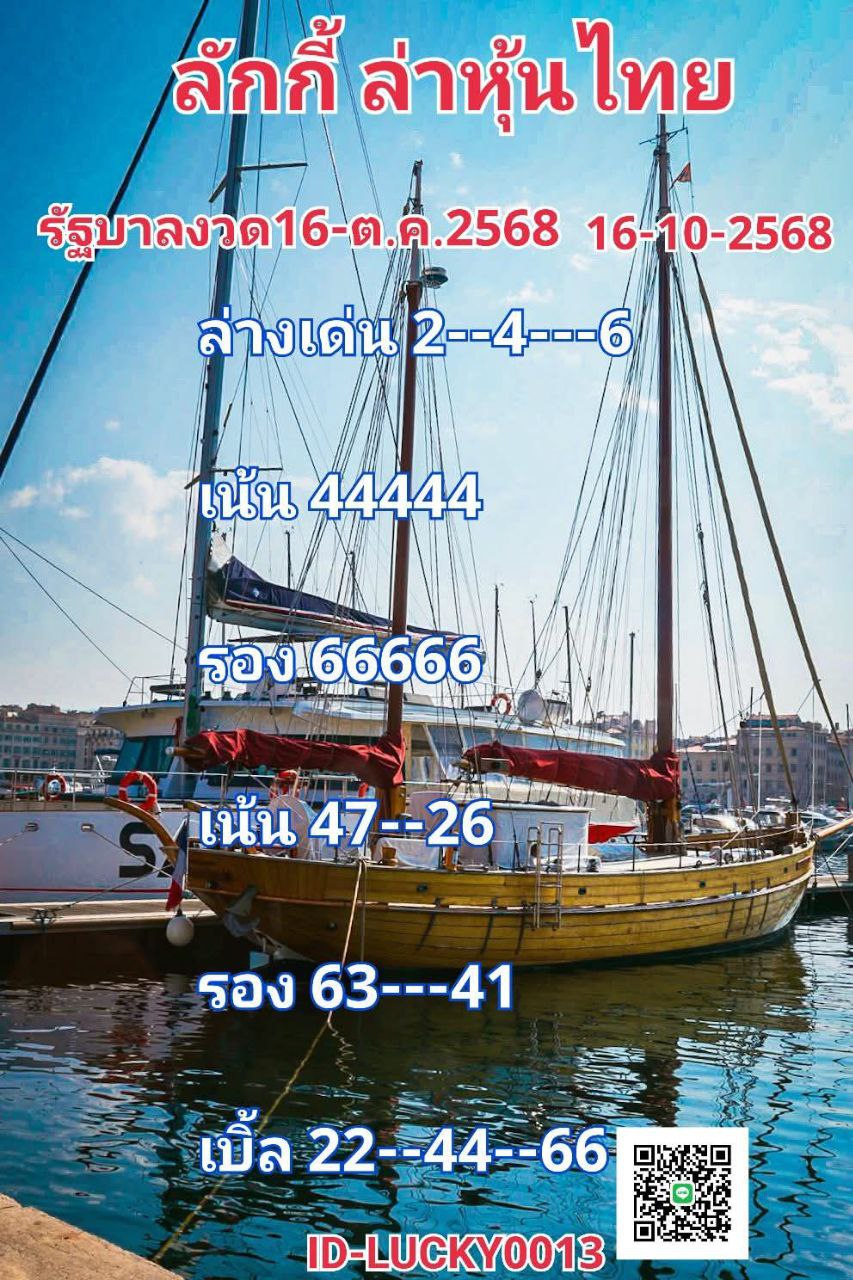 ลักกี้ ล่าหุ้นไทย
รัฐบาลงวด16-ต.ค.2568 16-10-2568
ล่างเด่น 2--4---6
เน้น 44444
รอง 66666
เน้น 47--26
S
รอง 63---41
เบิ้ล 22--44--66
ID-LUCKY0013